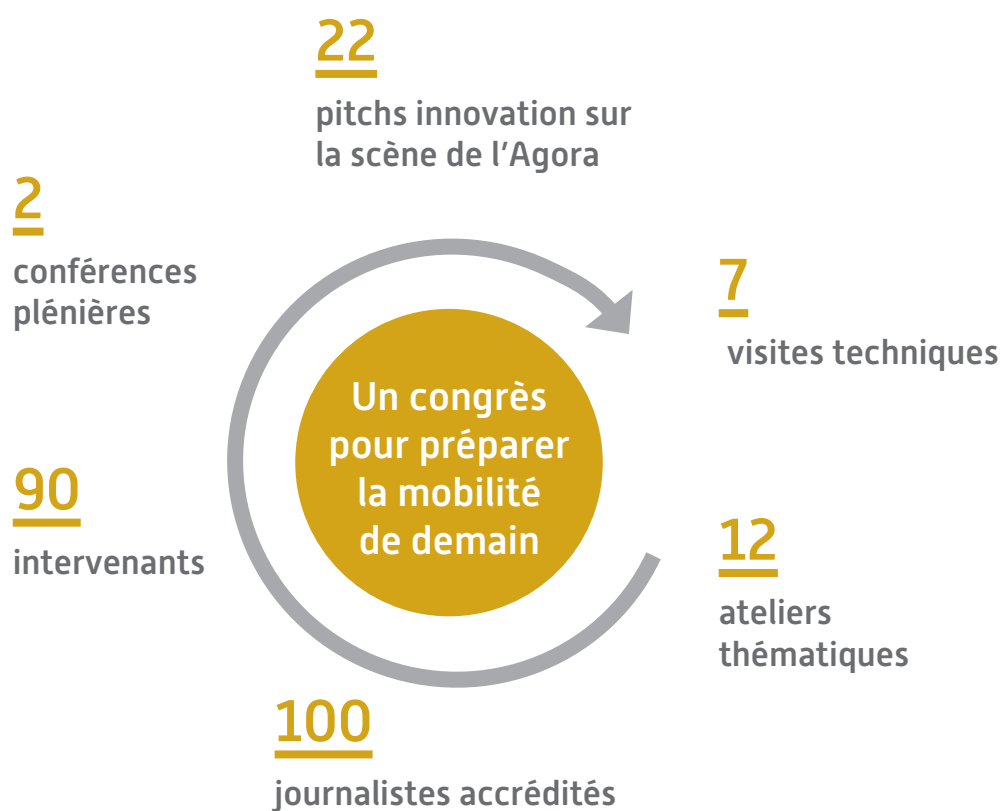 22
pitchs innovation sur
la scène de l'Agora
2
conférences
plénières
7
visites techniques
Un congrès
pour préparer
la mobilité
de demain
90
intervenants
12
ateliers
thématiques
100
journalistes accrédités